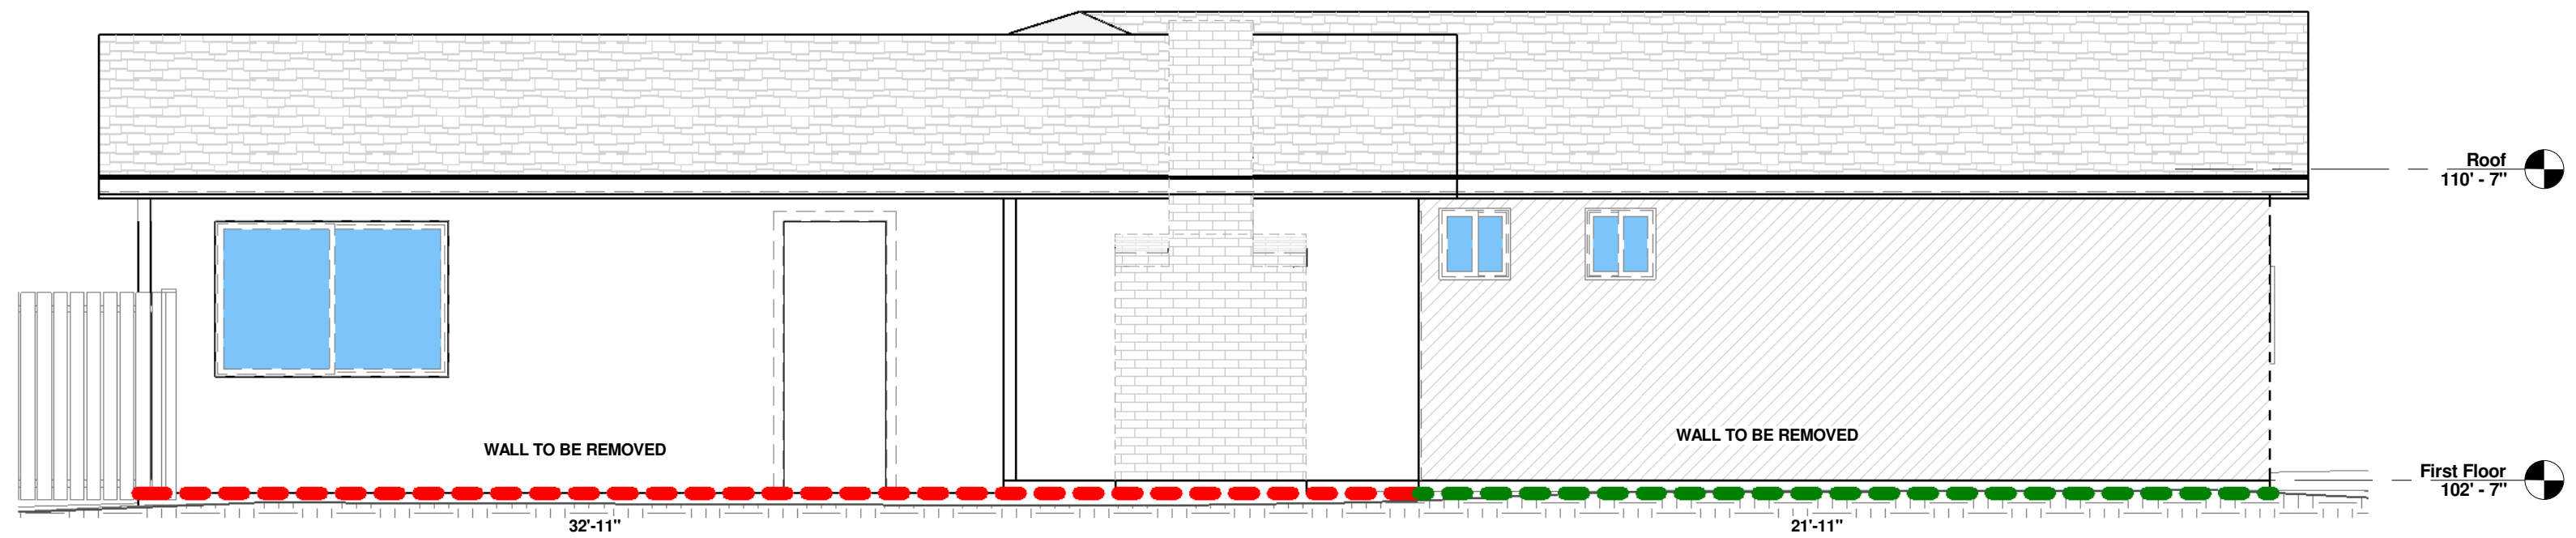 Roof
110' - 7"
WALL TO BE REMOVED
WALL TO BE REMOVED
First Floor
102' - 7"
32'-11"
21'-11"